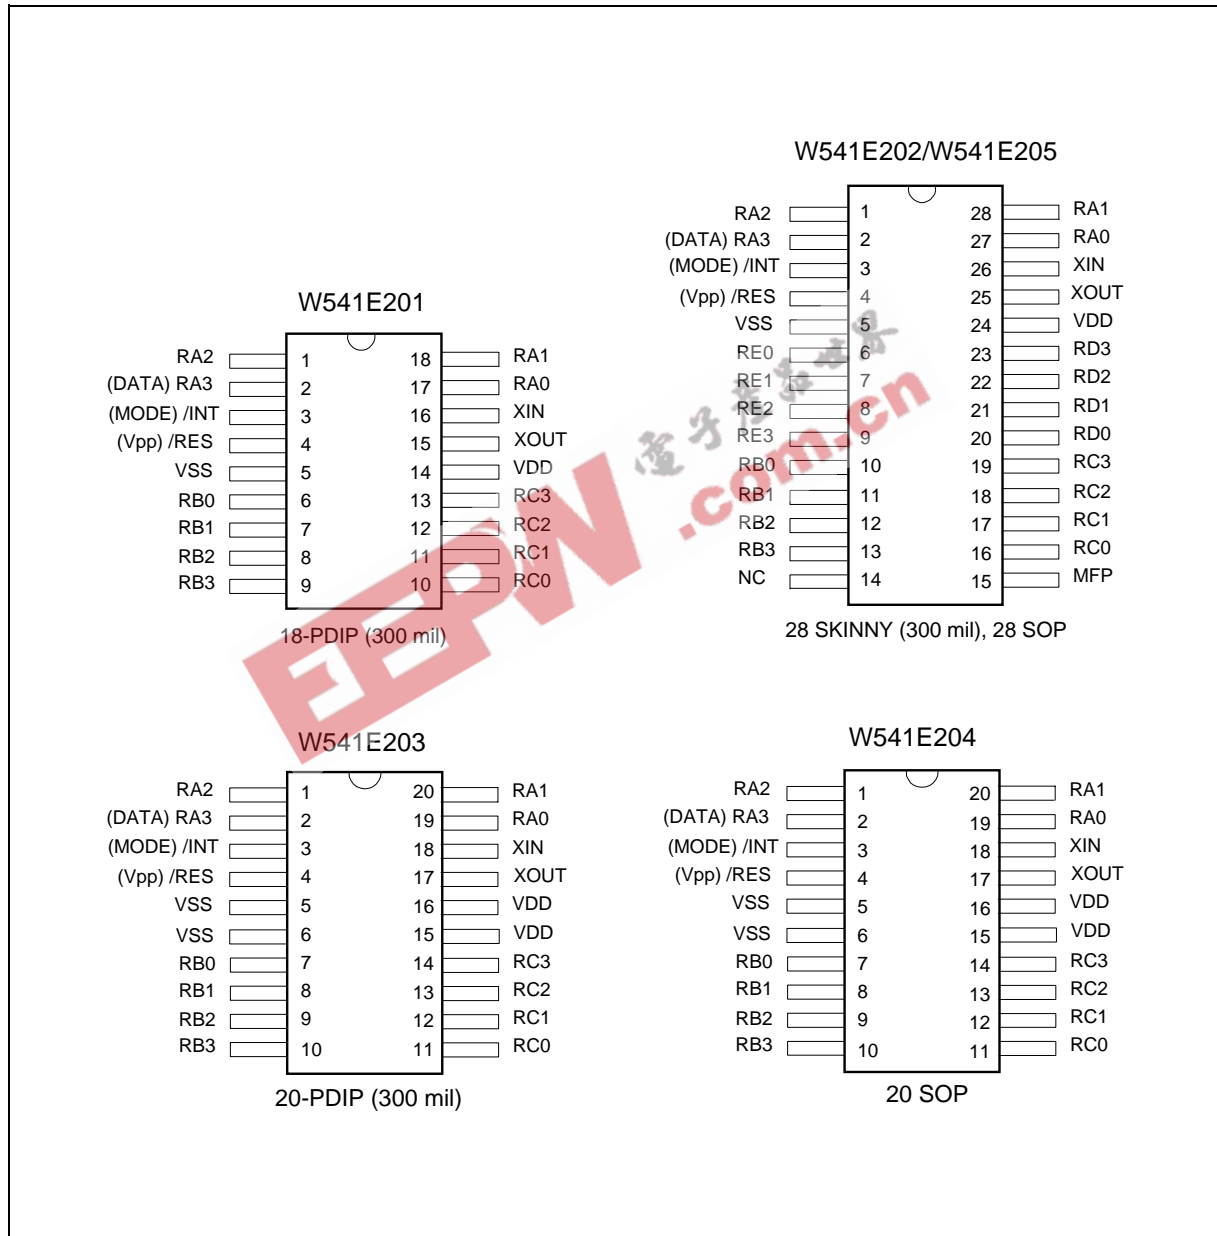 W541E201
RA2 1 18 RA1
(DATA) RA3 2 17 RA0
(MODE) /INT 3 16 XIN
(Vpp) /RES 4 15 XOUT
VSS 5 14 VDD
RB0 6 13 RC3
RB1 7 12 RC2
RB2 8 11 RC1
RB3 9 10 RC0
18-PDIP (300 mil)
W541E202/W541E205
RA2 1 28 RA1
(DATA) RA3 2 27 RA0
(MODE) /INT 3 26 XIN
(Vpp) /RES 4 25 XOUT
VSS 5 24 VDD
RE0 6 23 RD3
RE1 7 22 RD2
RE2 8 21 RD1
RE3 9 20 RD0
RB0 10 19 RC3
RB1 11 18 RC2
RB2 12 17 RC1
RB3 13 16 RC0
NC 14 15 MFP
28 SKINNY (300 mil), 28 SOP
EEPW
電子產品世界
.com.cn
W541E203
RA2 1 20 RA1
(DATA) RA3 2 19 RA0
(MODE) /INT 3 18 XIN
(Vpp) /RES 4 17 XOUT
VSS 5 16 VDD
VSS 6 15 VDD
RB0 7 14 RC3
RB1 8 13 RC2
RB2 9 12 RC1
RB3 10 11 RC0
20-PDIP (300 mil)
W541E204
RA2 1 20 RA1
(DATA) RA3 2 19 RA0
(MODE) /INT 3 18 XIN
(Vpp) /RES 4 17 XOUT
VSS 5 16 VDD
VSS 6 15 VDD
RB0 7 14 RC3
RB1 8 13 RC2
RB2 9 12 RC1
RB3 10 11 RC0
20 SOP